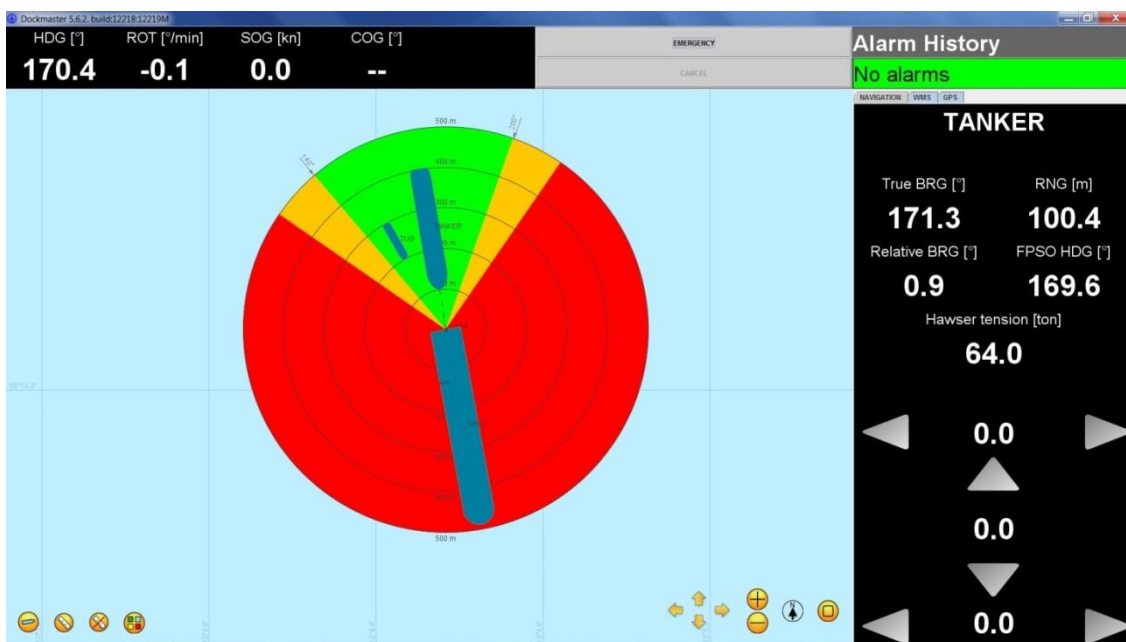 Dockmaster 5.6.2. build:12218:12219M
HDG [°] ROT [°/min] SOG [kn] COG [°]
170.4 -0.1 0.0 --
EMERGENCY
CANCEL
Alarm History
No alarms
NAVIGATION WMS GPS
TANKER
True BRG [°] RNG [m]
171.3 100.4
Relative BRG [°] FPSO HDG [°]
0.9 169.6
Hawser tension [ton]
64.0
0.0
0.0
0.0
500 m
200°
140°
400 m
300 m
TANKER
TUG
500 m
N